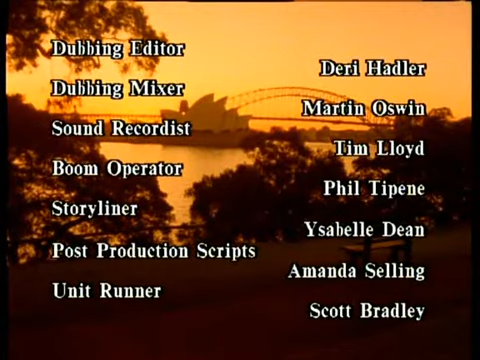 Dubbing Editor
Deri Hadler
Dubbing Mixer
Martin Oswin
Sound Recordist
Tim Lloyd
Boom Operator
Phil Tipene
Storyliner
Ysabelle Dean
Post Production Scripts
Amanda Selling
Unit Runner
Scott Bradley